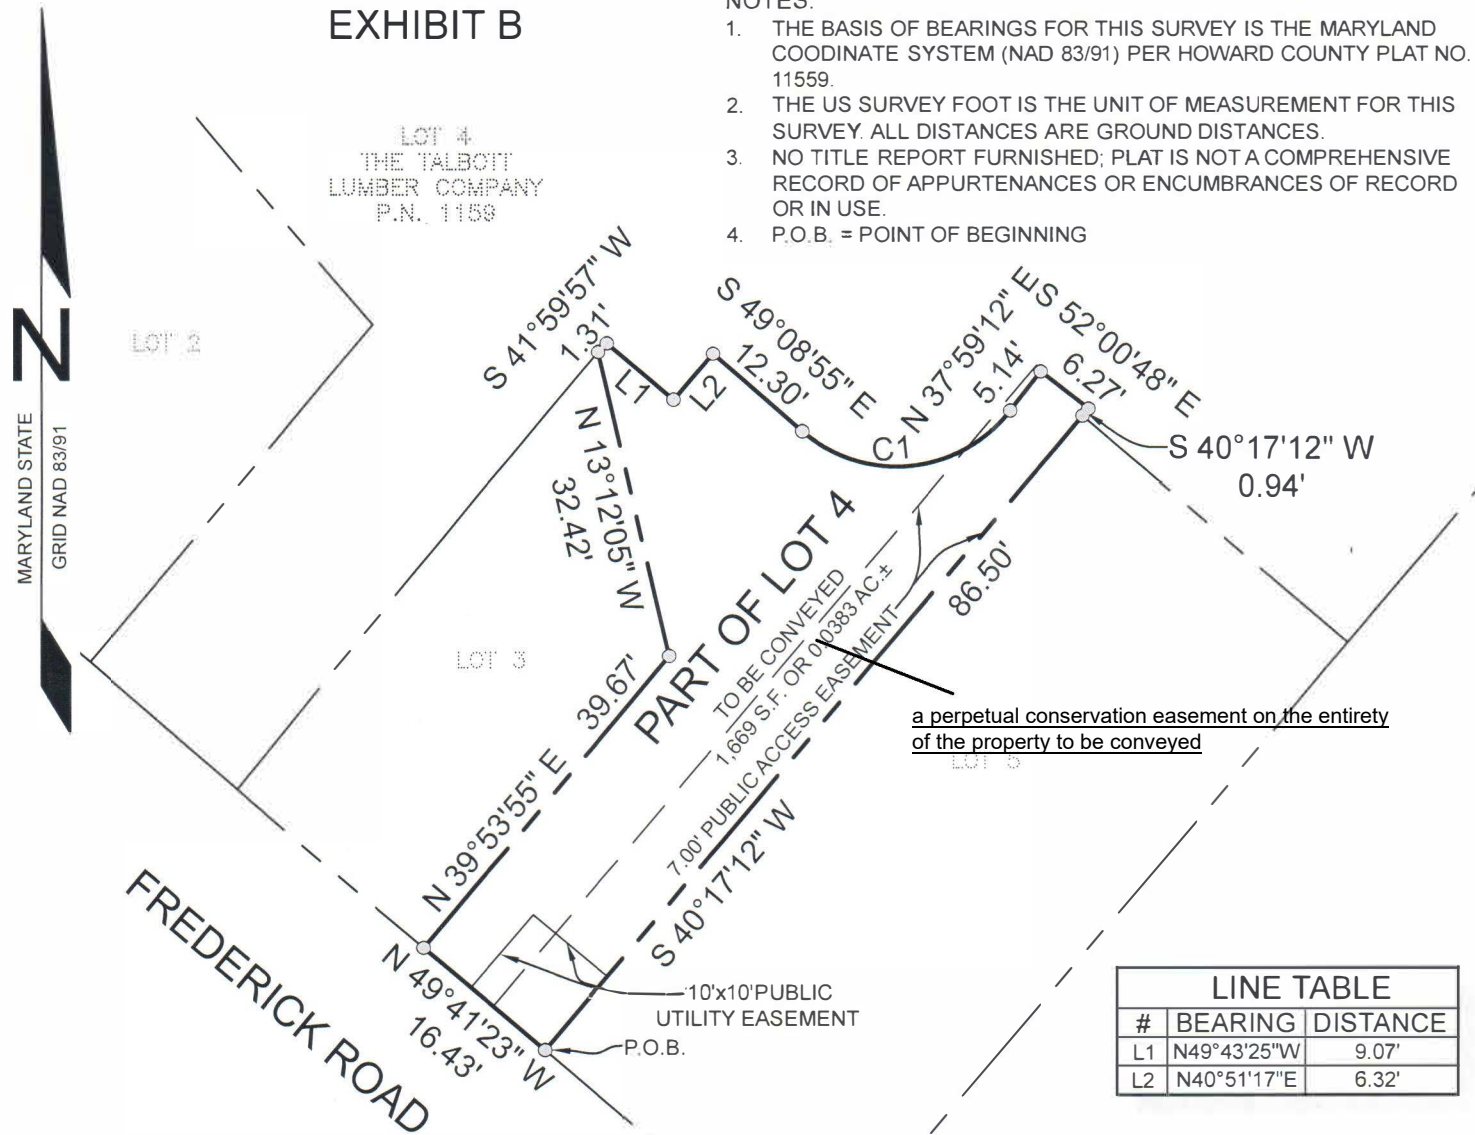 EXHIBIT B
NOTES:
1. THE BASIS OF BEARINGS FOR THIS SURVEY IS THE MARYLAND
COODINATE SYSTEM (NAD 83/91) PER HOWARD COUNTY PLAT NO.
11559.
2. THE US SURVEY FOOT IS THE UNIT OF MEASUREMENT FOR THIS
SURVEY. ALL DISTANCES ARE GROUND DISTANCES.
3. NO TITLE REPORT FURNISHED; PLAT IS NOT A COMPREHENSIVE
RECORD OF APPURTENANCES OR ENCUMBRANCES OF RECORD
OR IN USE.
4. P.O.B. = POINT OF BEGINNING
LOT 4
THE TALBOTT
LUMBER COMPANY
P.N. 1159
LOT 2
N
MARYLAND STATE
GRID NAD 83/91
S 41°59'57" W
1.31'
L1
L2
S 49°08'55" E
12.30'
C1
N 37°59'12" E
5.14'
S 52°00'48" E
6.27'
S 40°17'12" W
0.94'
N 13°12'05" W
32.42'
LOT 3
PART OF LOT 4
TO BE CONVEYED
1,669 S.F. OR 0.0383 AC.±
7.00' PUBLIC ACCESS EASEMENT
86.50'
S 40°17'12" W
a perpetual conservation easement on the entirety
of the property to be conveyed
LOT 5
39.67'
N 39°53'55" E
N 49°41'23" W
16.43'
10'x10'PUBLIC
UTILITY EASEMENT
P.O.B.
FREDERICK ROAD
LINE TABLE
# BEARING DISTANCE
L1 N49°43'25"W 9.07'
L2 N40°51'17"E 6.32'